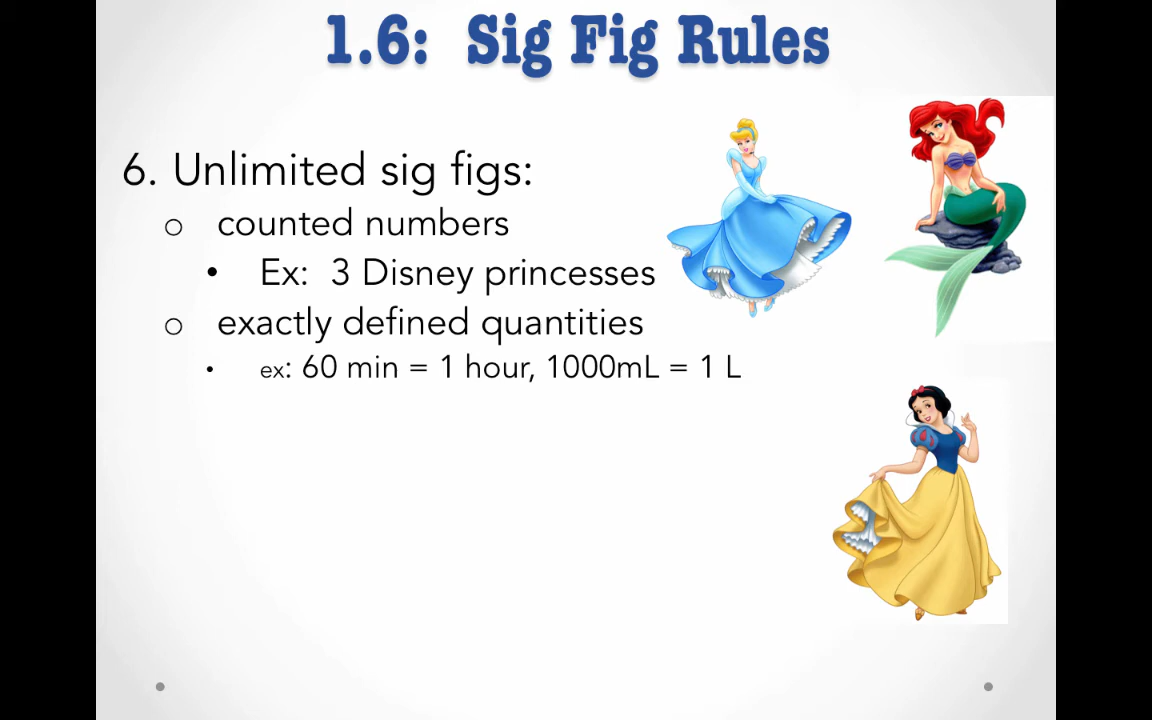 1.6: Sig Fig Rules
6. Unlimited sig figs:
o counted numbers
• Ex: 3 Disney princesses
o exactly defined quantities
• ex: 60 min = 1 hour, 1000mL = 1 L